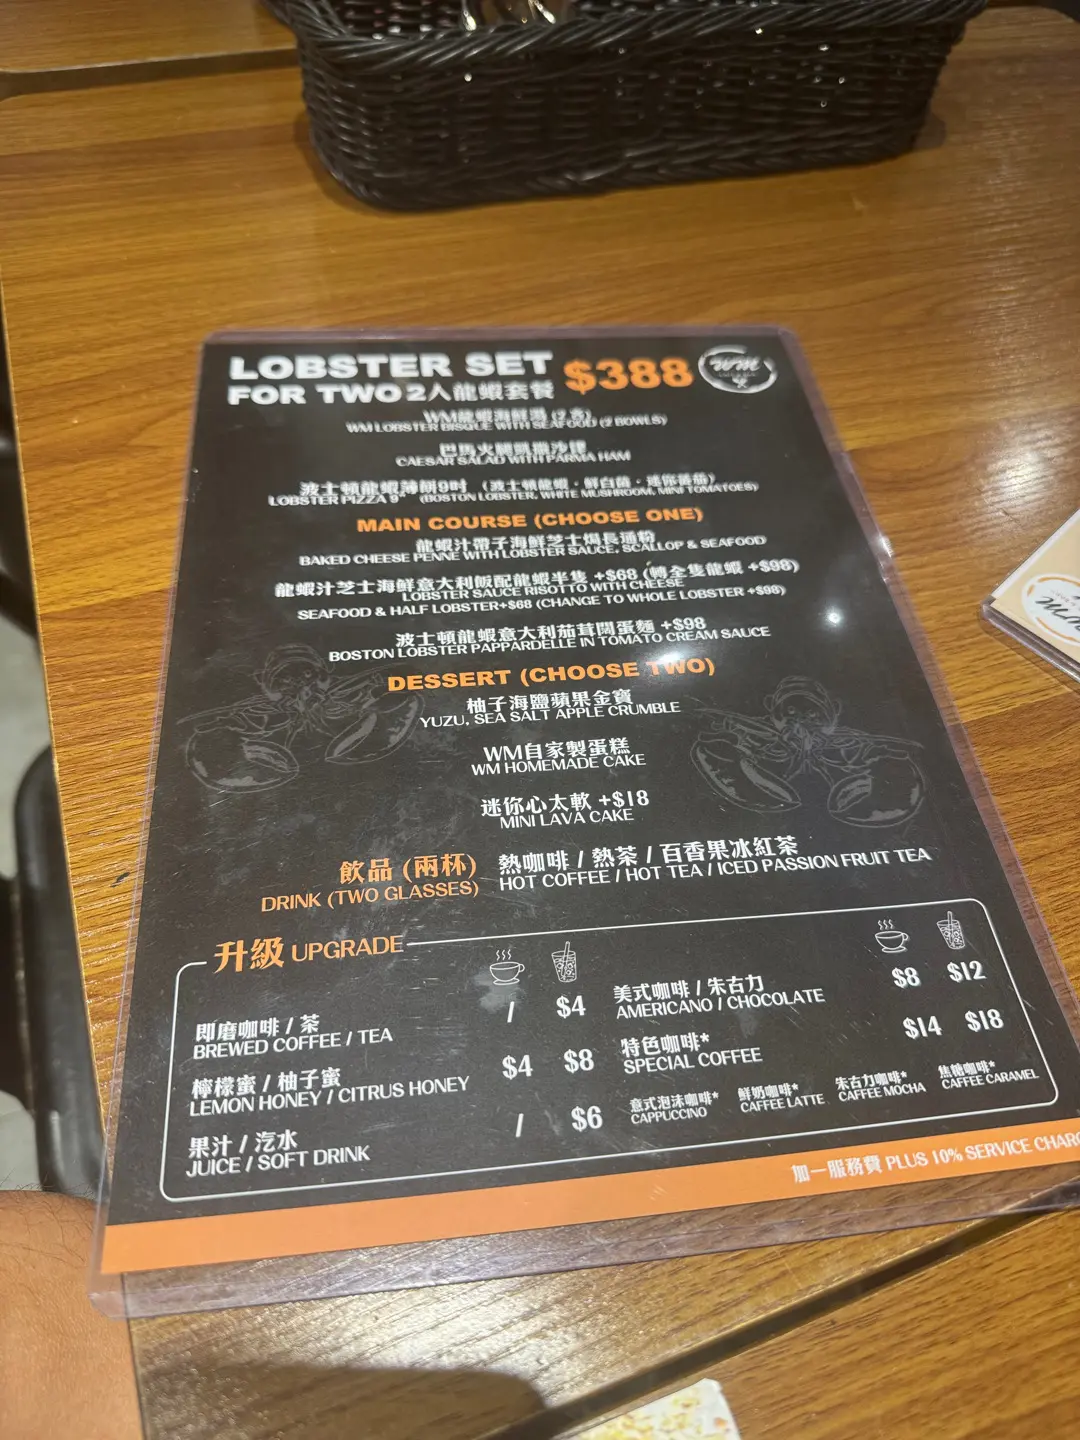 LOBSTER SET
FOR TWO 2人龍蝦套餐 $388
WM
WM龍蝦海鮮湯 (2客)
WM LOBSTER BISQUE WITH SEAFOOD (2 BOWLS)
巴馬火腿凱撒沙律
CAESAR SALAD WITH PARMA HAM
波士頓龍蝦薄餅9吋 (波士頓龍蝦·鮮白菌·迷你蕃茄)
LOBSTER PIZZA 9" (BOSTON LOBSTER, WHITE MUSHROOM, MINI TOMATOES)
MAIN COURSE (CHOOSE ONE)
龍蝦汁帶子海鮮芝士焗長通粉
BAKED CHEESE PENNE WITH LOBSTER SAUCE, SCALLOP & SEAFOOD
龍蝦汁芝士海鮮意大利飯配龍蝦半隻 +$68 (轉全隻龍蝦 +$98)
LOBSTER SAUCE RISOTTO WITH CHEESE
SEAFOOD & HALF LOBSTER+$68 (CHANGE TO WHOLE LOBSTER +$98)
波士頓龍蝦意大利茄茸闊蛋麵 +$98
BOSTON LOBSTER PAPPARDELLE IN TOMATO CREAM SAUCE
DESSERT (CHOOSE TWO)
柚子海鹽蘋果金寶
YUZU, SEA SALT APPLE CRUMBLE
WM自家製蛋糕
WM HOMEMADE CAKE
迷你心太軟 +$18
MINI LAVA CAKE
飲品 (兩杯) 熱咖啡 / 熱茶 / 百香果冰紅茶
DRINK (TWO GLASSES) HOT COFFEE / HOT TEA / ICED PASSION FRUIT TEA
升級 UPGRADE
即磨咖啡 / 茶 / $4
BREWED COFFEE / TEA
檸檬蜜 / 柚子蜜 $4 $8
LEMON HONEY / CITRUS HONEY
果汁 / 汽水 / $6
JUICE / SOFT DRINK
美式咖啡 / 朱古力 $8 $12
AMERICANO / CHOCOLATE
特色咖啡* $14 $18
SPECIAL COFFEE
意式泡沫咖啡* 鮮奶咖啡* 朱古力咖啡* 焦糖咖啡*
CAPPUCCINO CAFFEE LATTE CAFFEE MOCHA CAFFEE CARAMEL
加一服務費 PLUS 10% SERVICE CHARG